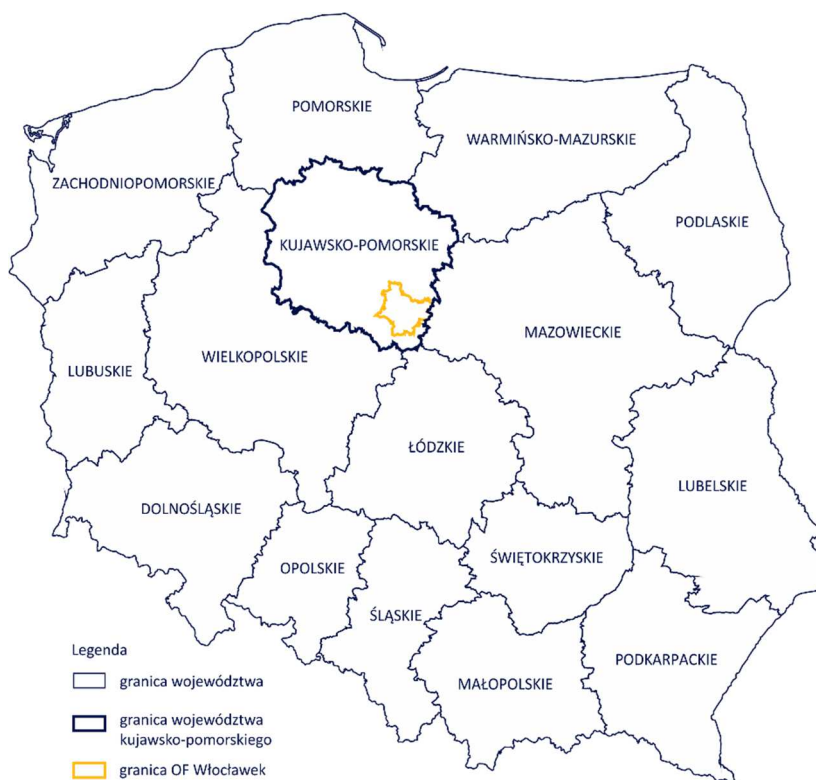 POMORSKIE
WARMIŃSKO-MAZURSKIE
ZACHODNIOPOMORSKIE
PODLASKIE
KUJAWSKO-POMORSKIE
MAZOWIECKIE
WIELKOPOLSKIE
LUBUSKIE
ŁÓDZKIE
LUBELSKIE
DOLNOŚLĄSKIE
ŚWIĘTOKRZYSKIE
OPOLSKIE
ŚLĄSKIE
PODKARPACKIE
MAŁOPOLSKIE
Legenda
granica województwa
granica województwa
kujawsko-pomorskiego
granica OF Włocławek